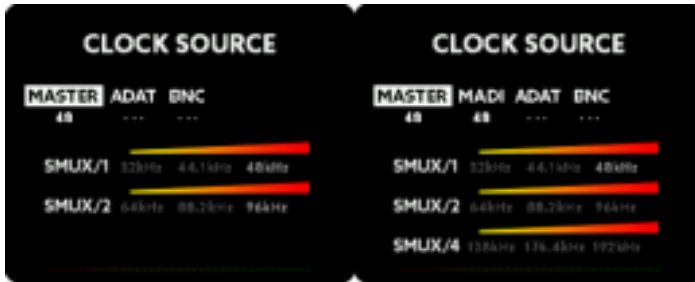 CLOCK SOURCE
MASTER ADAT BNC
48 --- ---
SMUX/1 32kHz 44.1kHz 48kHz
SMUX/2 64kHz 88.2kHz 96kHz
CLOCK SOURCE
MASTER MADI ADAT BNC
48 48 --- ---
SMUX/1 32kHz 44.1kHz 48kHz
SMUX/2 64kHz 88.2kHz 96kHz
SMUX/4 128kHz 176.4kHz 192kHz